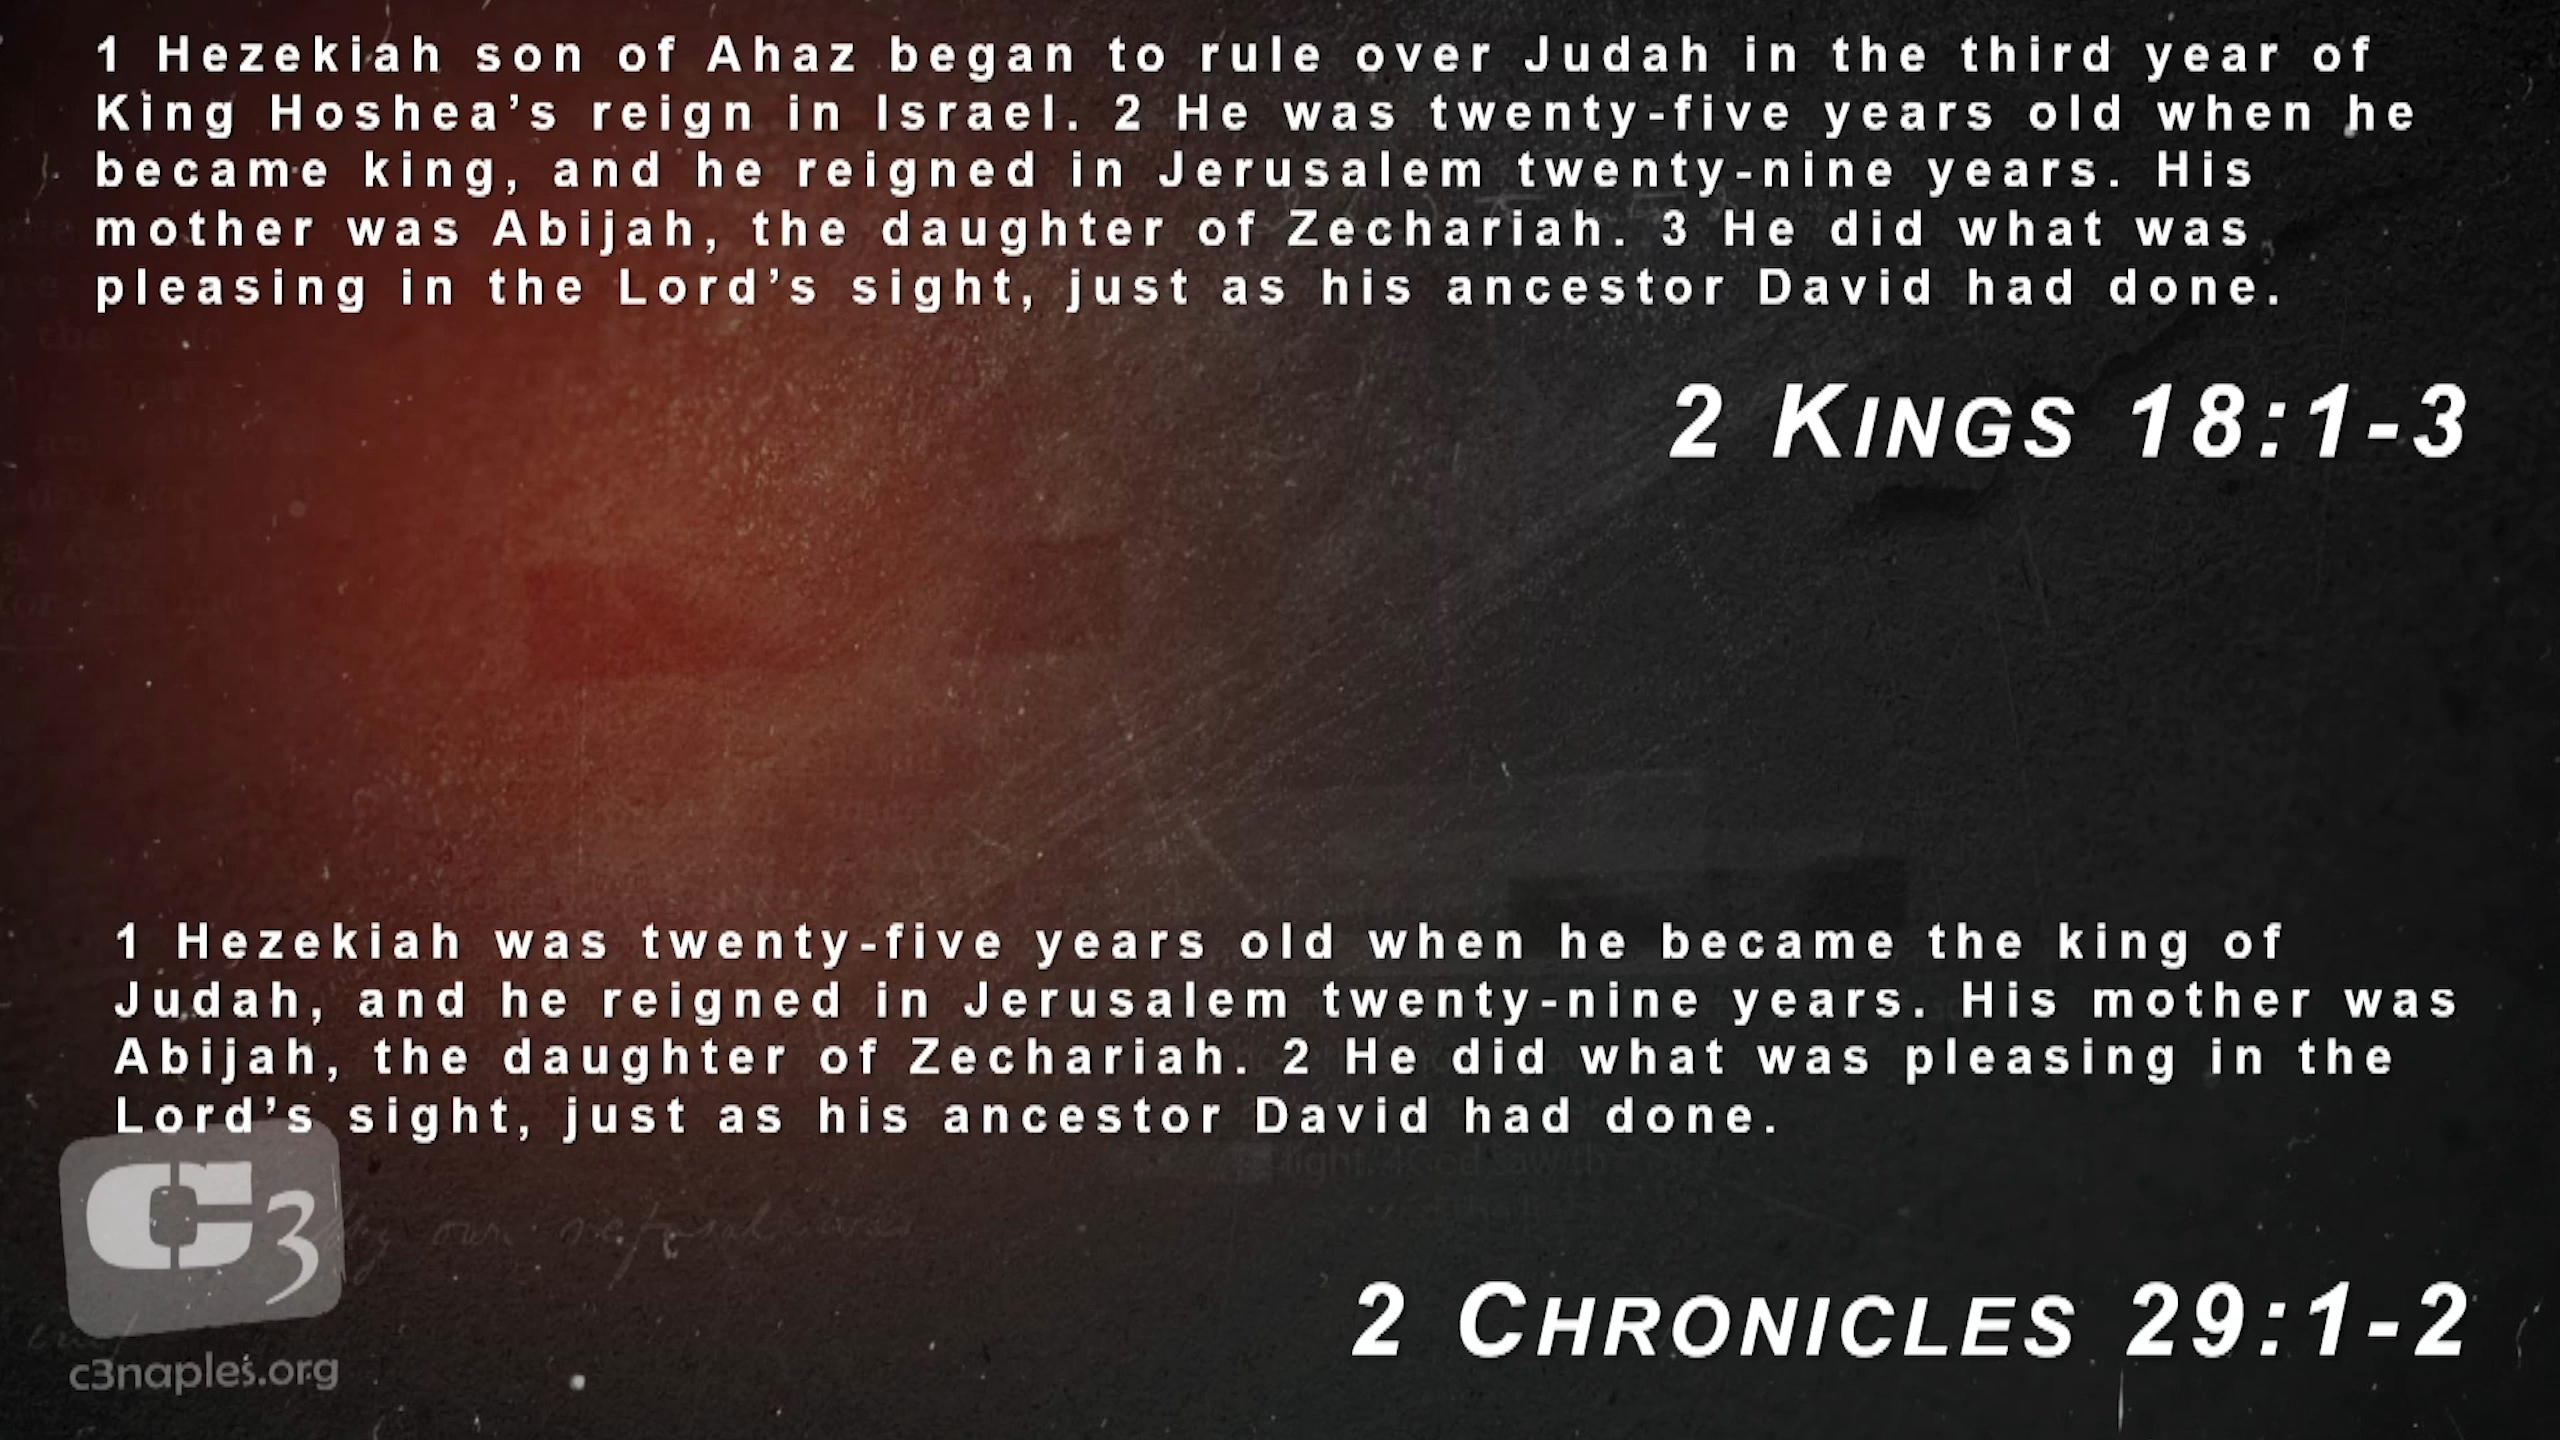 1 Hezekiah son of Ahaz began to rule over Judah in the third year of
King Hoshea’s reign in Israel. 2 He was twenty-five years old when he
became king, and he reigned in Jerusalem twenty-nine years. His
mother was Abijah, the daughter of Zechariah. 3 He did what was
pleasing in the Lord’s sight, just as his ancestor David had done.
2 KINGS 18:1-3
1 Hezekiah was twenty-five years old when he became the king of
Judah, and he reigned in Jerusalem twenty-nine years. His mother was
Abijah, the daughter of Zechariah. 2 He did what was pleasing in the
Lord’s sight, just as his ancestor David had done.
C3
c3naples.org
2 CHRONICLES 29:1-2